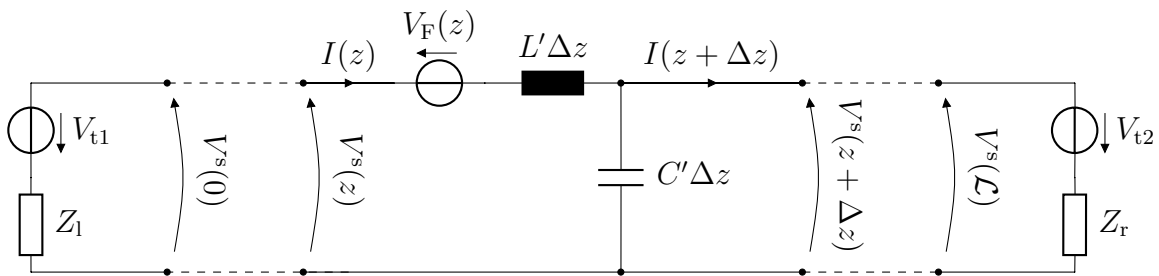 V_F(z)
I(z)
L'Δz
I(z + Δz)
V_t1
Z_l
V_s(0)
V_s(z)
C'Δz
V_s(z + Δz)
V_s(ℒ)
V_t2
Z_r